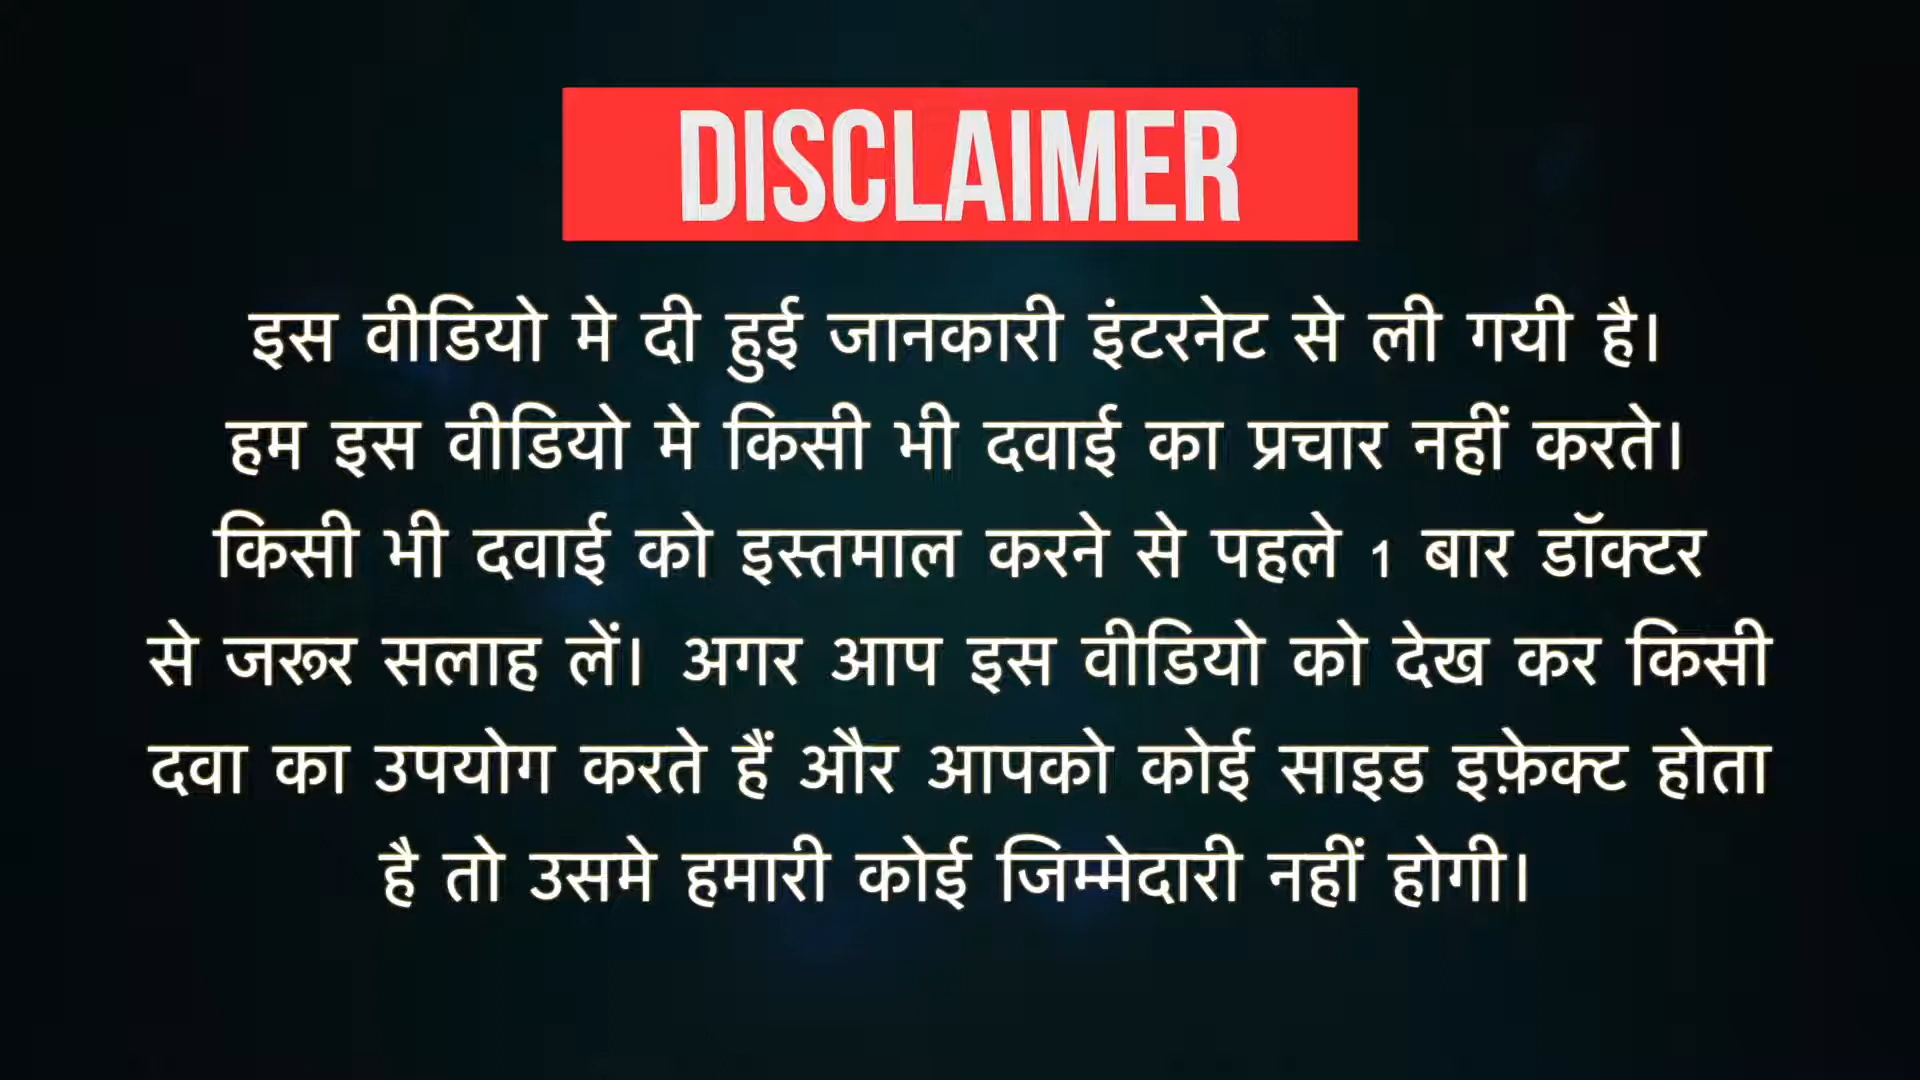 DISCLAIMER
इस वीडियो मे दी हुई जानकारी इंटरनेट से ली गयी है।
हम इस वीडियो मे किसी भी दवाई का प्रचार नहीं करते।
किसी भी दवाई को इस्तमाल करने से पहले 1 बार डॉक्टर
से जरूर सलाह लें। अगर आप इस वीडियो को देख कर किसी
दवा का उपयोग करते हैं और आपको कोई साइड इफ़ेक्ट होता
है तो उसमे हमारी कोई जिम्मेदारी नहीं होगी।